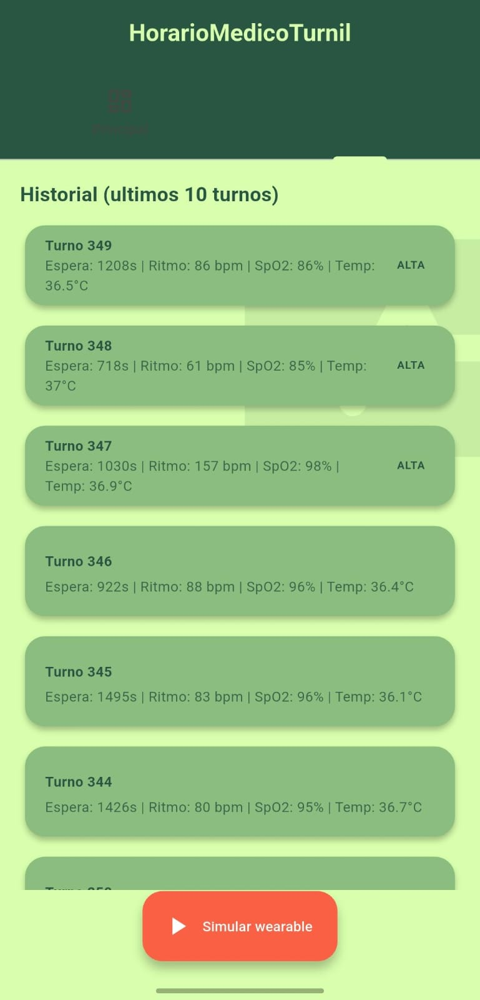 HorarioMedicoTurnil
Principal
Historial (ultimos 10 turnos)
Turno 349
Espera: 1208s | Ritmo: 86 bpm | SpO2: 86% | Temp:
36.5°C
ALTA
Turno 348
Espera: 718s | Ritmo: 61 bpm | SpO2: 85% | Temp:
37°C
ALTA
Turno 347
Espera: 1030s | Ritmo: 157 bpm | SpO2: 98% |
Temp: 36.9°C
ALTA
Turno 346
Espera: 922s | Ritmo: 88 bpm | SpO2: 96% | Temp: 36.4°C
Turno 345
Espera: 1495s | Ritmo: 83 bpm | SpO2: 96% | Temp: 36.1°C
Turno 344
Espera: 1426s | Ritmo: 80 bpm | SpO2: 95% | Temp: 36.7°C
Simular wearable